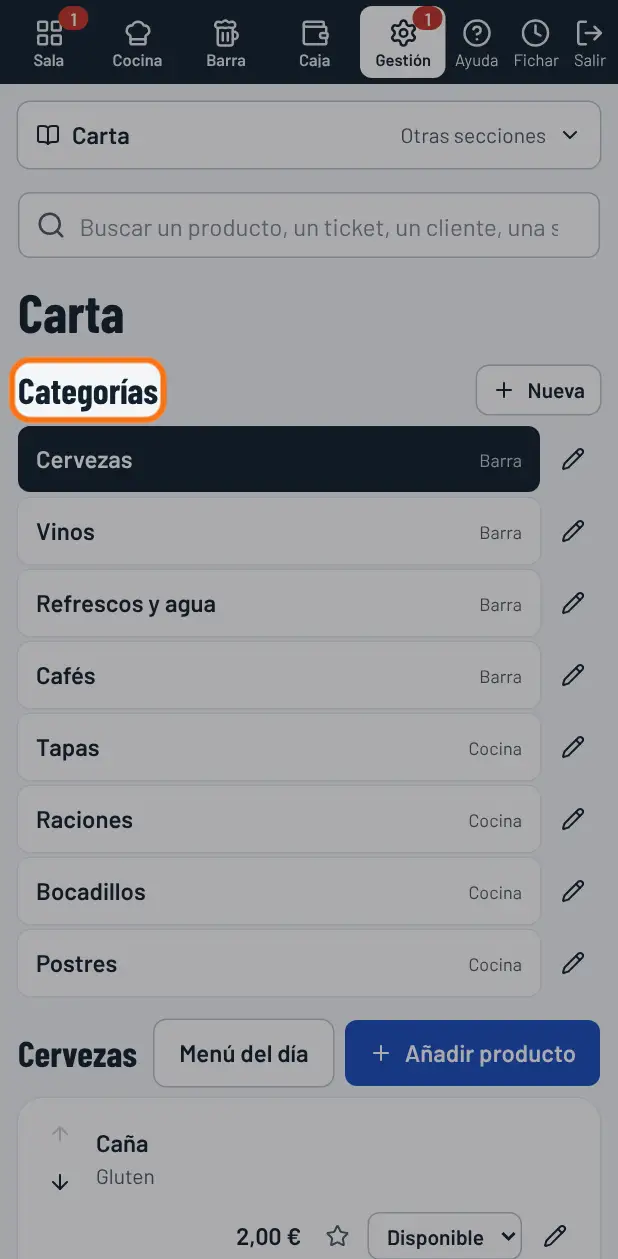 1
1
Sala
Cocina
Barra
Caja
Gestión
Ayuda
Fichar
Salir
Carta
Otras secciones
Buscar un producto, un ticket, un cliente, una s
Carta
Categorías
+ Nueva
Cervezas Barra
Vinos Barra
Refrescos y agua Barra
Cafés Barra
Tapas Cocina
Raciones Cocina
Bocadillos Cocina
Postres Cocina
Cervezas
Menú del día
+ Añadir producto
Caña
Gluten
2,00 €
Disponible